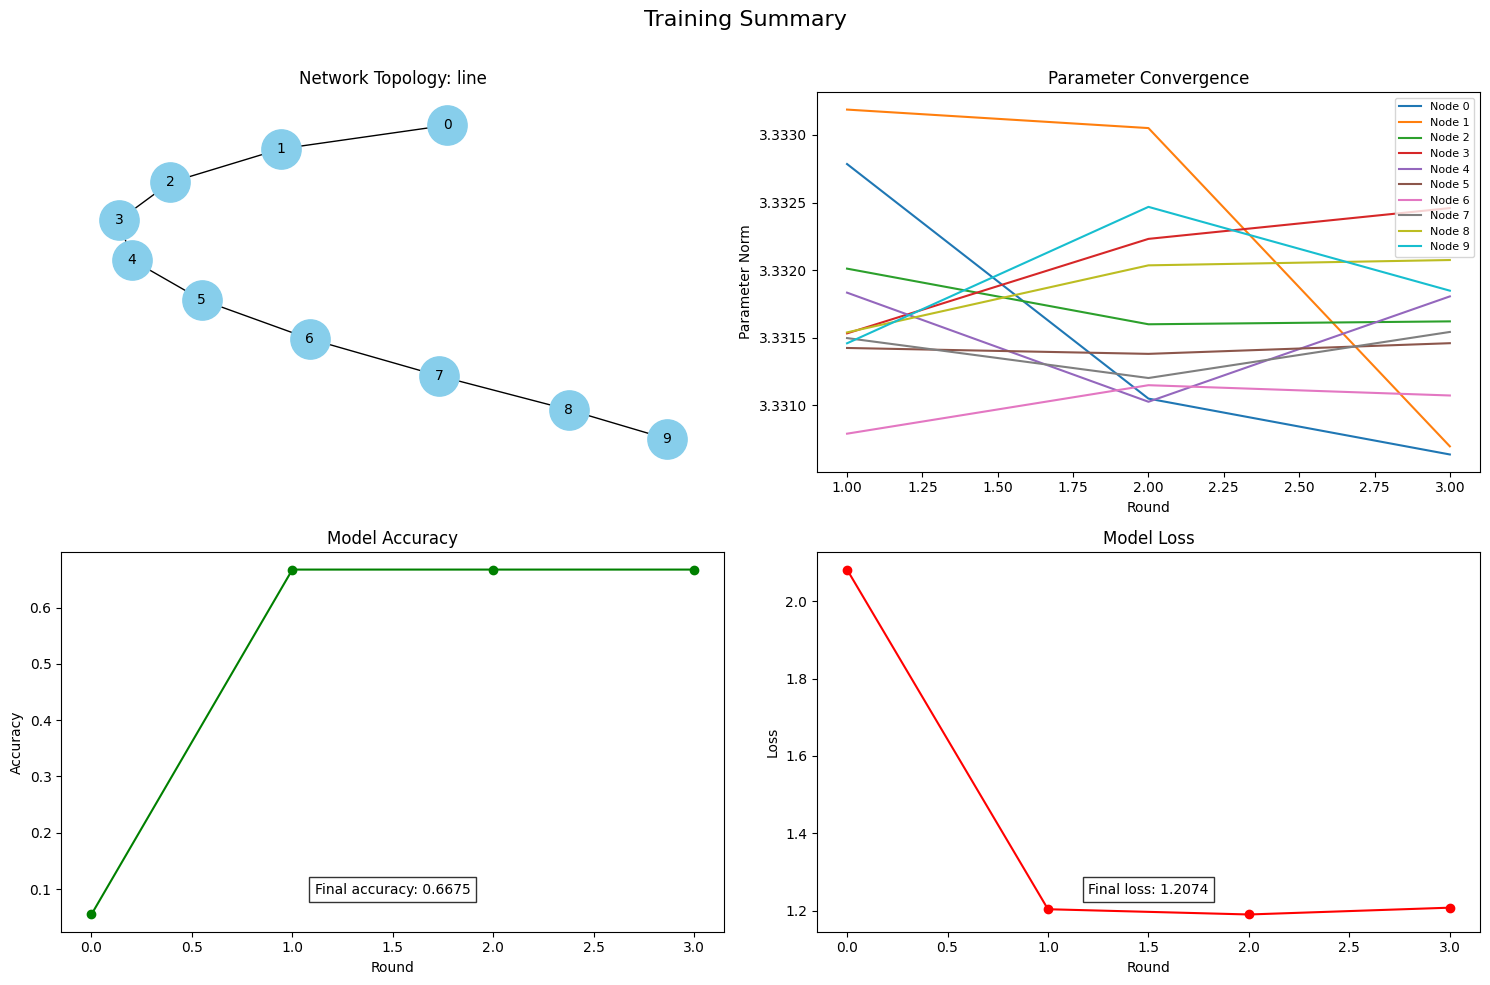 Training Summary
Network Topology: line
0
1
2
3
4
5
6
7
8
9
Parameter Convergence
Parameter Norm
3.3330
3.3325
3.3320
3.3315
3.3310
Node 0
Node 1
Node 2
Node 3
Node 4
Node 5
Node 6
Node 7
Node 8
Node 9
1.00 1.25 1.50 1.75 2.00 2.25 2.50 2.75 3.00
Round
Model Accuracy
Accuracy
0.6
0.5
0.4
0.3
0.2
0.1
Final accuracy: 0.6675
0.0 0.5 1.0 1.5 2.0 2.5 3.0
Round
Model Loss
Loss
2.0
1.8
1.6
1.4
1.2
Final loss: 1.2074
0.0 0.5 1.0 1.5 2.0 2.5 3.0
Round